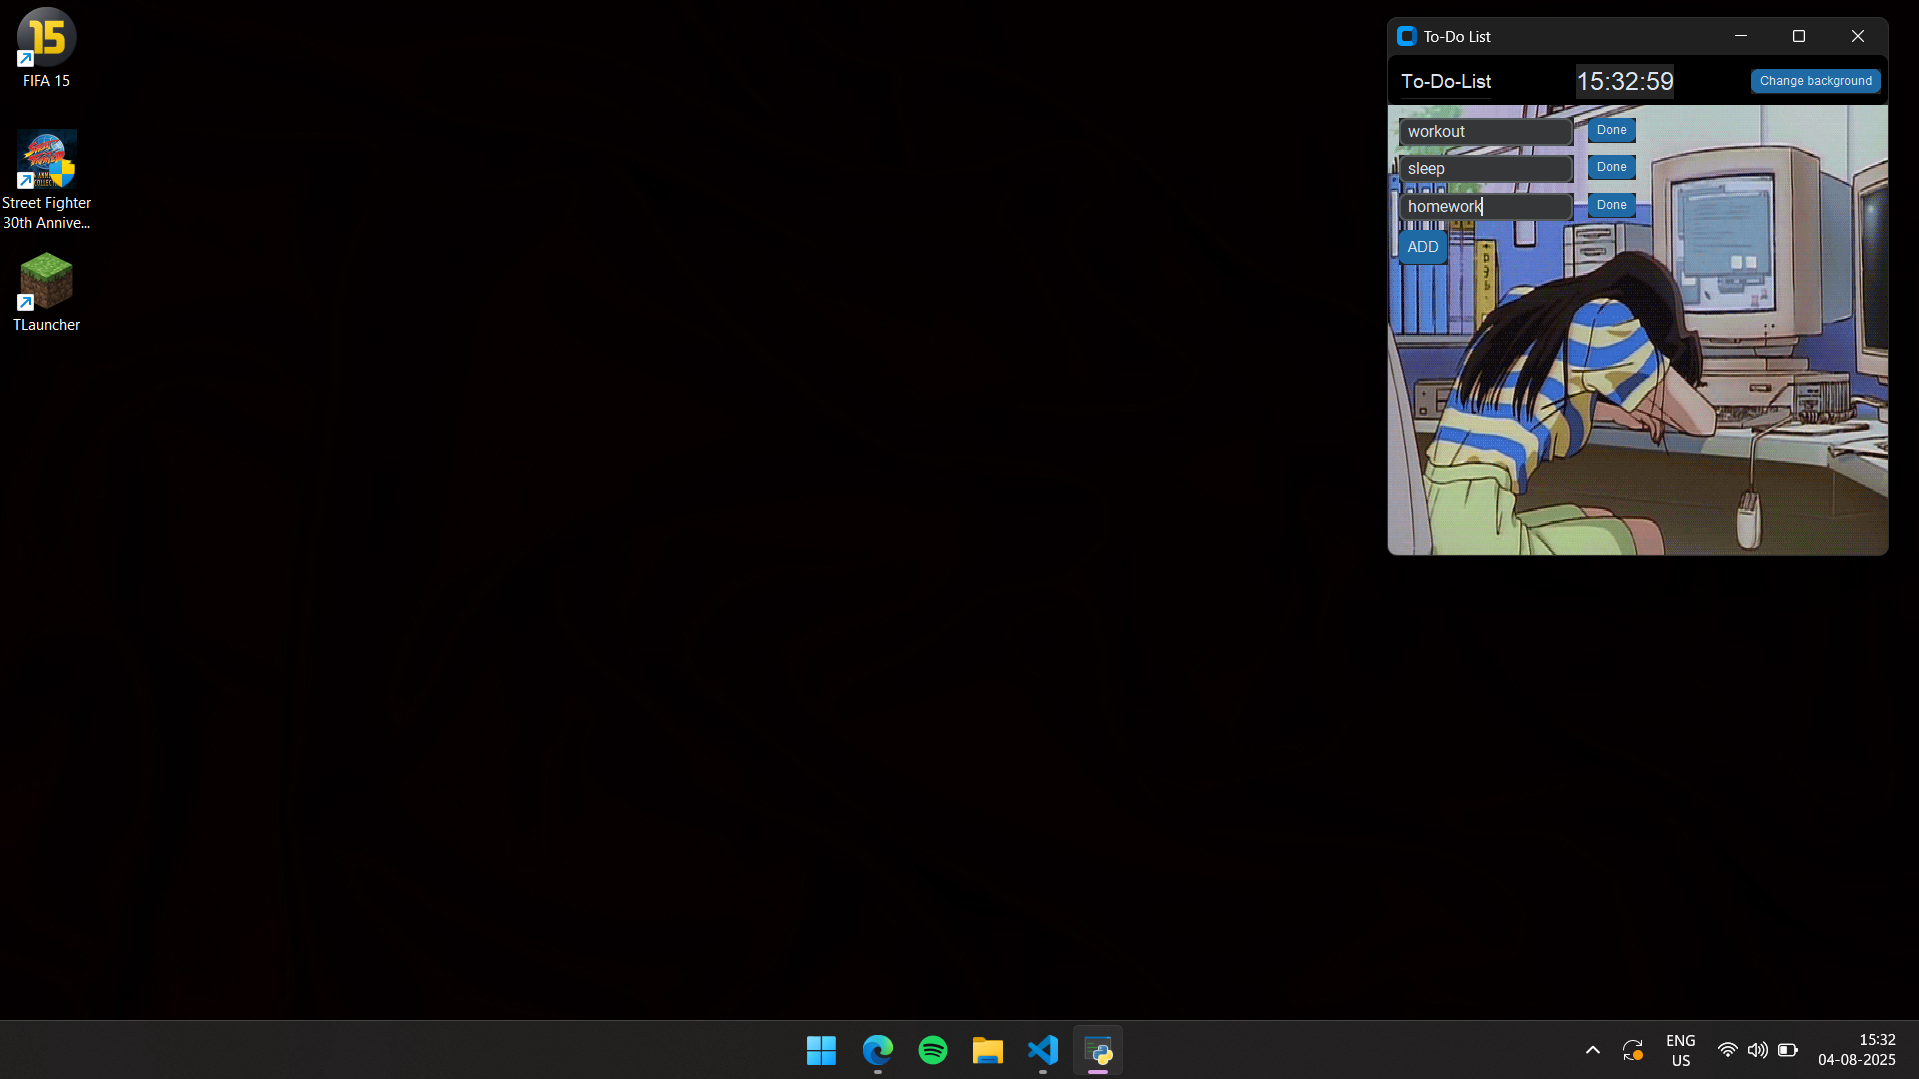 15
FIFA 15
Street Fighter
30th Annive...
TLauncher
To-Do List
To-Do-List
15:32:59
Change background
workout
Done
sleep
Done
homework
Done
ADD
ENG
US
15:32
04-08-2025